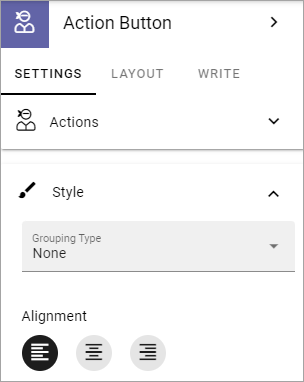 Action Button
SETTINGS LAYOUT WRITE
Actions
Style
Grouping Type
None
Alignment